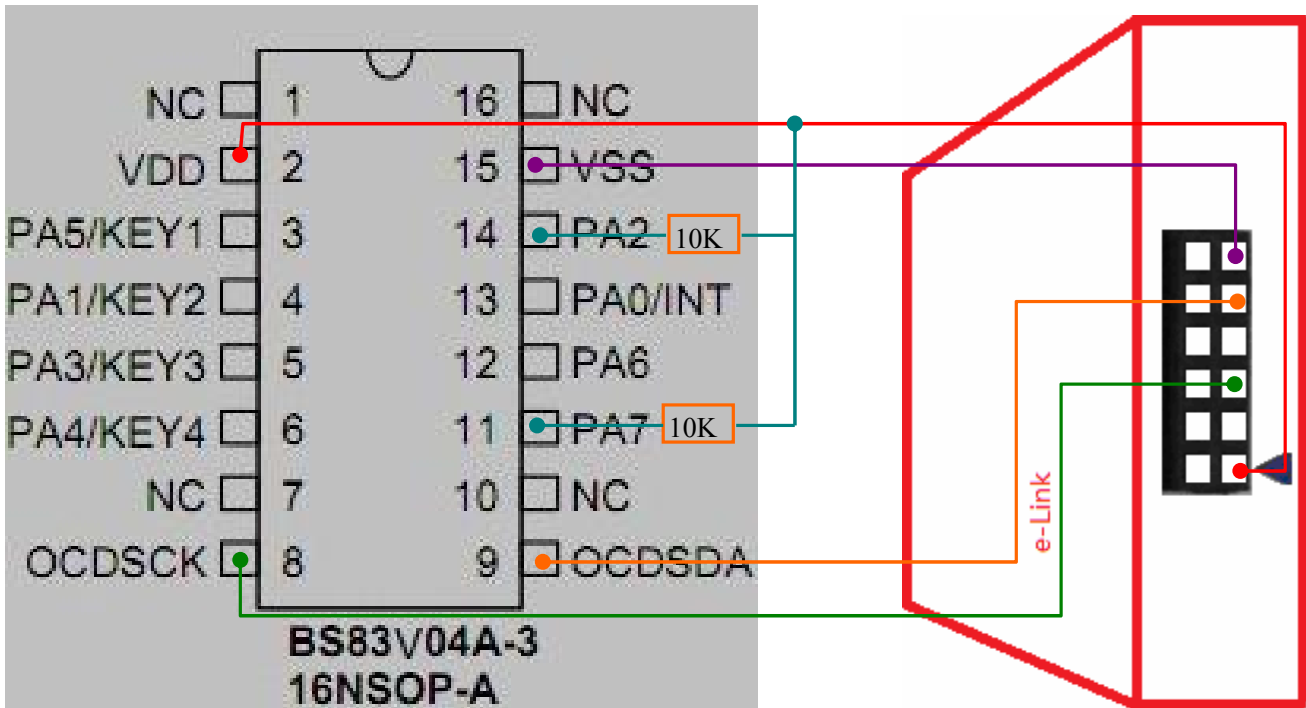 NC 1 16 NC
VDD 2 15 VSS
PA5/KEY1 3 14 PA2 10K
PA1/KEY2 4 13 PA0/INT
PA3/KEY3 5 12 PA6
PA4/KEY4 6 11 PA7 10K
NC 7 10 NC
OCDSCK 8 9 OCDSDA
BS83V04A-3
16NSOP-A
e-Link